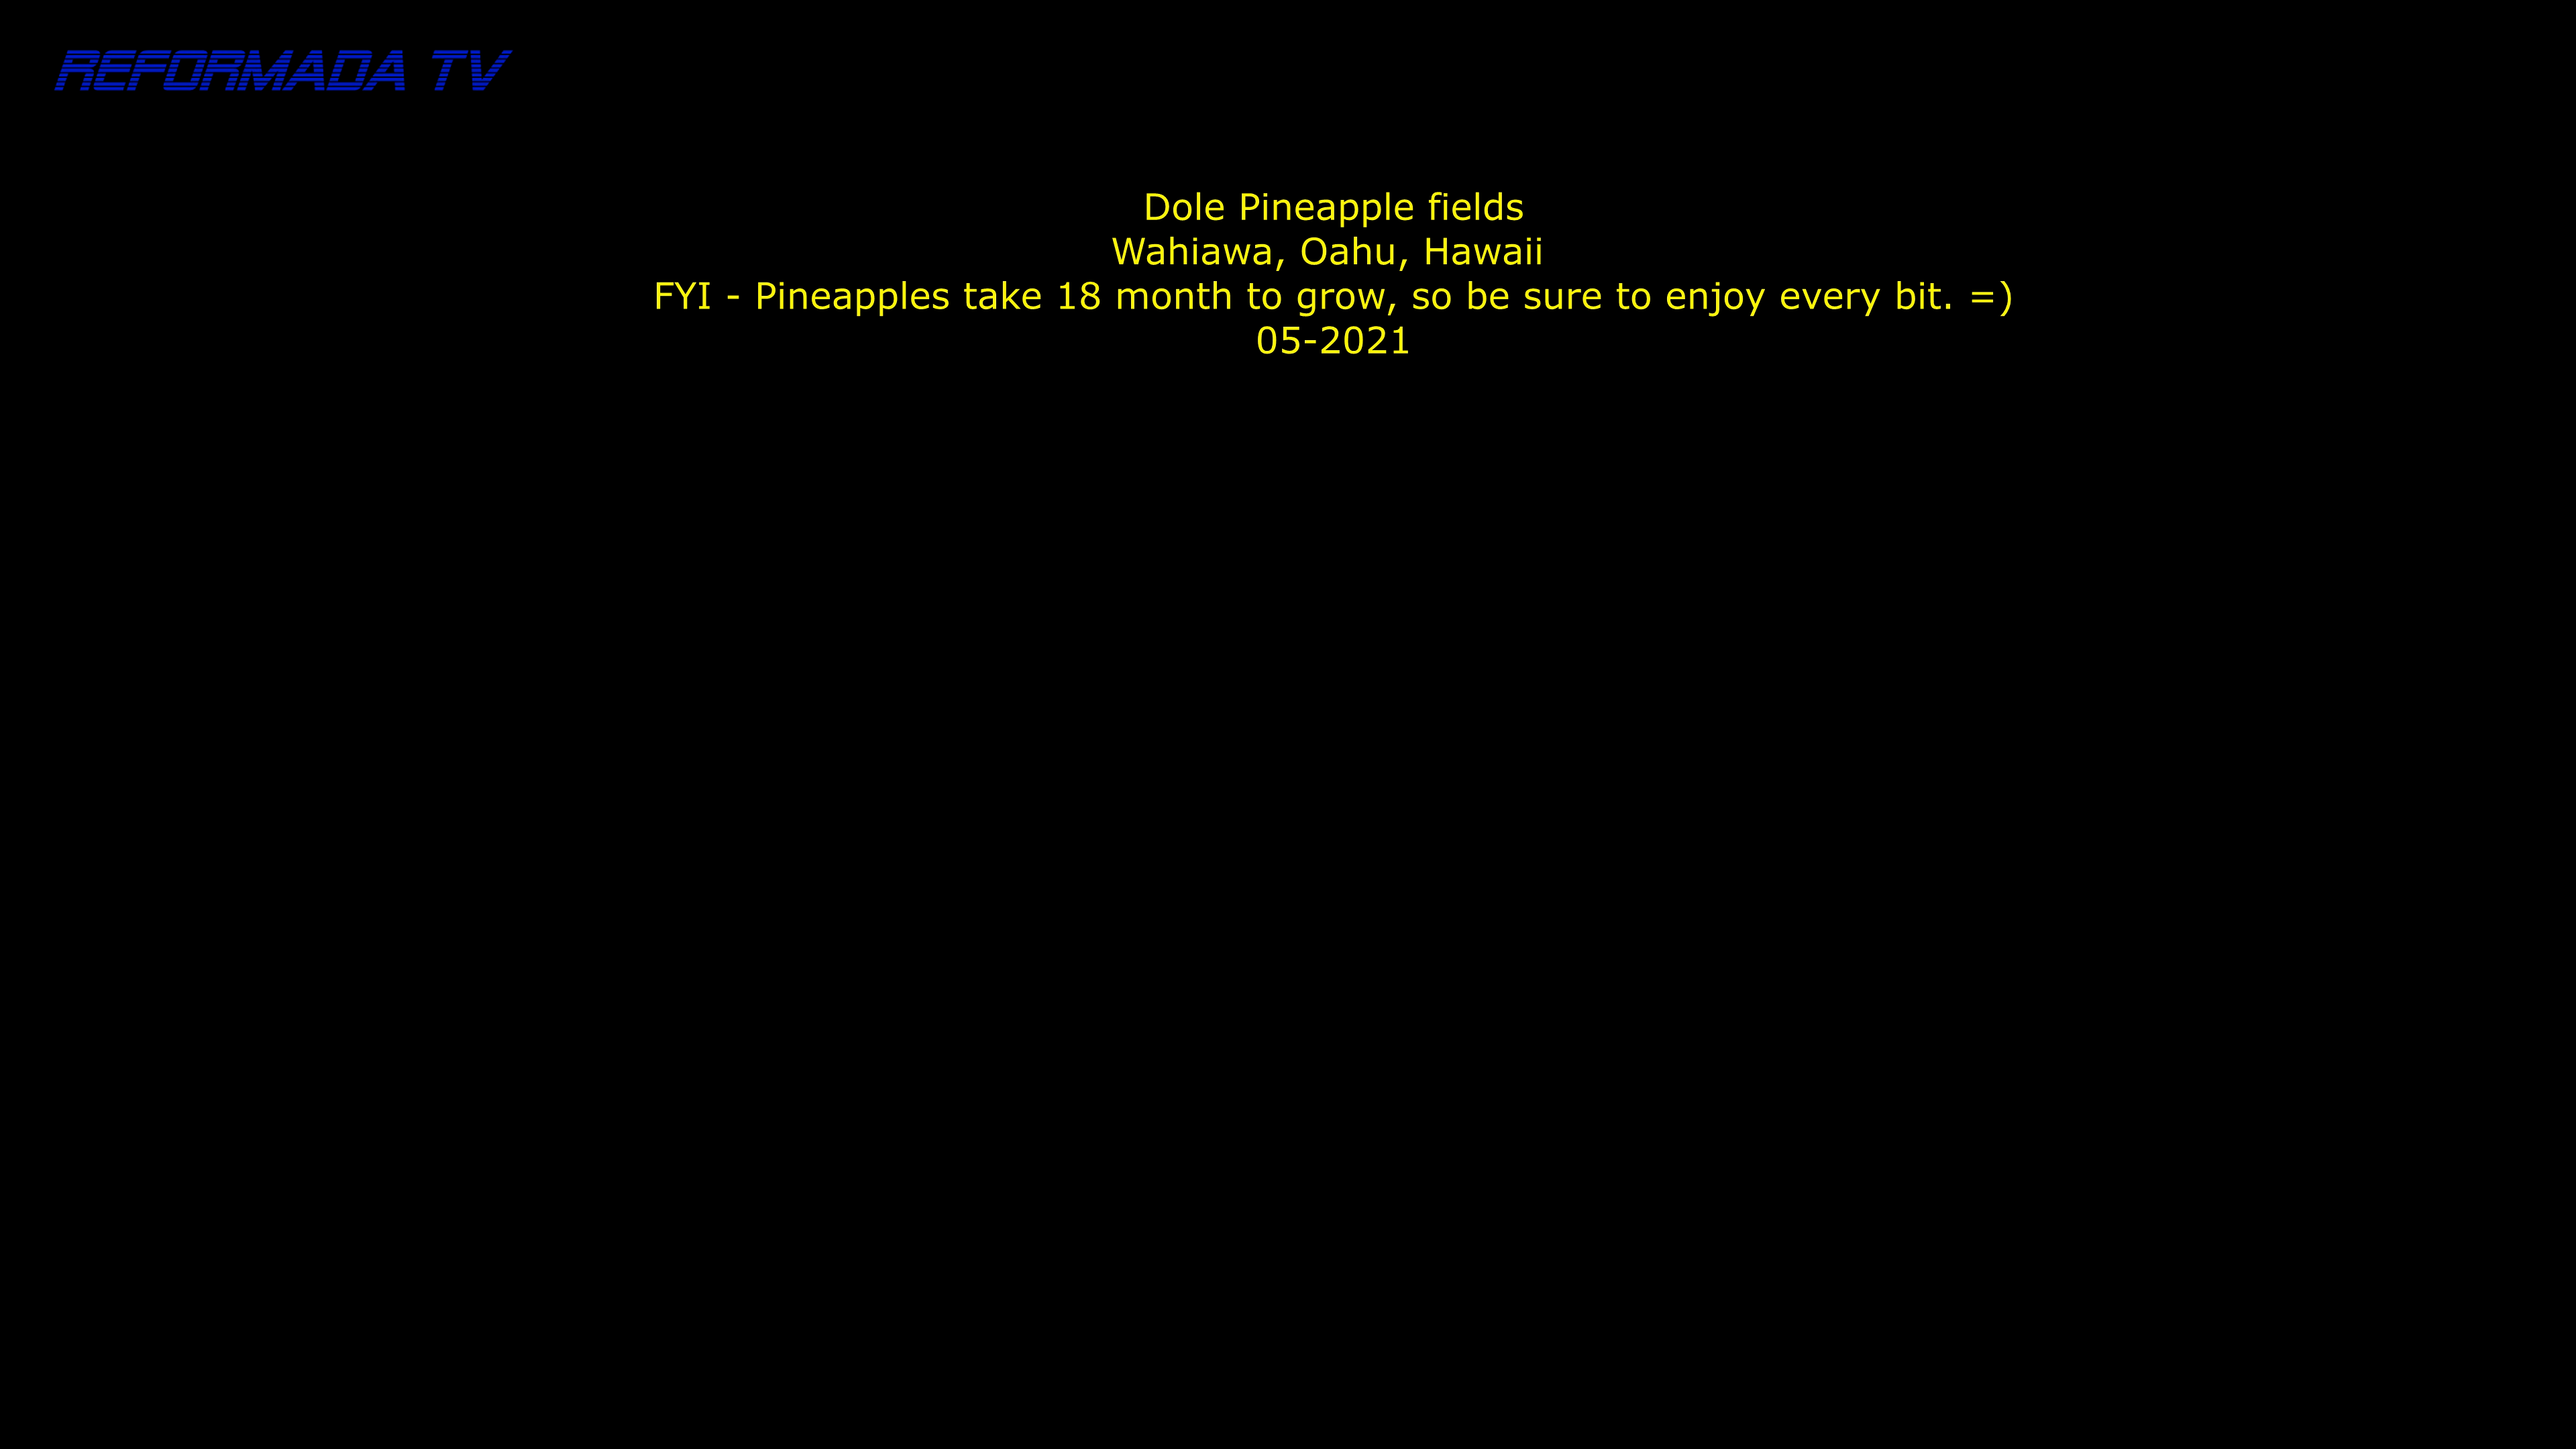 REFORMADA TV
Dole Pineapple fields
Wahiawa, Oahu, Hawaii
FYI - Pineapples take 18 month to grow, so be sure to enjoy every bit. =)
05-2021